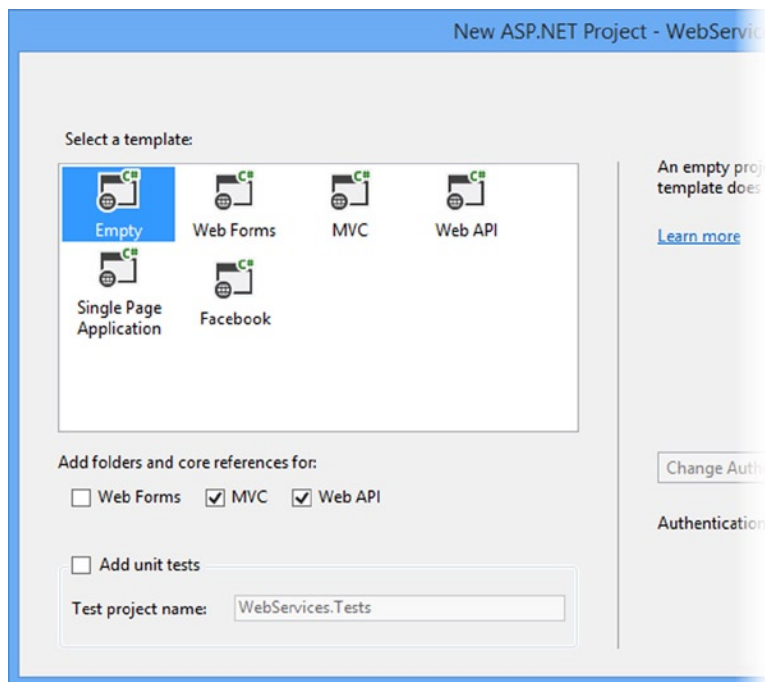 New ASP.NET Project - WebServic
Select a template:
C# C# C# C#
Empty Web Forms MVC Web API
C# C#
Single Page
Application
Facebook
An empty proj
template does
Learn more
Add folders and core references for:
Web Forms MVC Web API
Change Auth
Authentication
Add unit tests
Test project name: WebServices.Tests